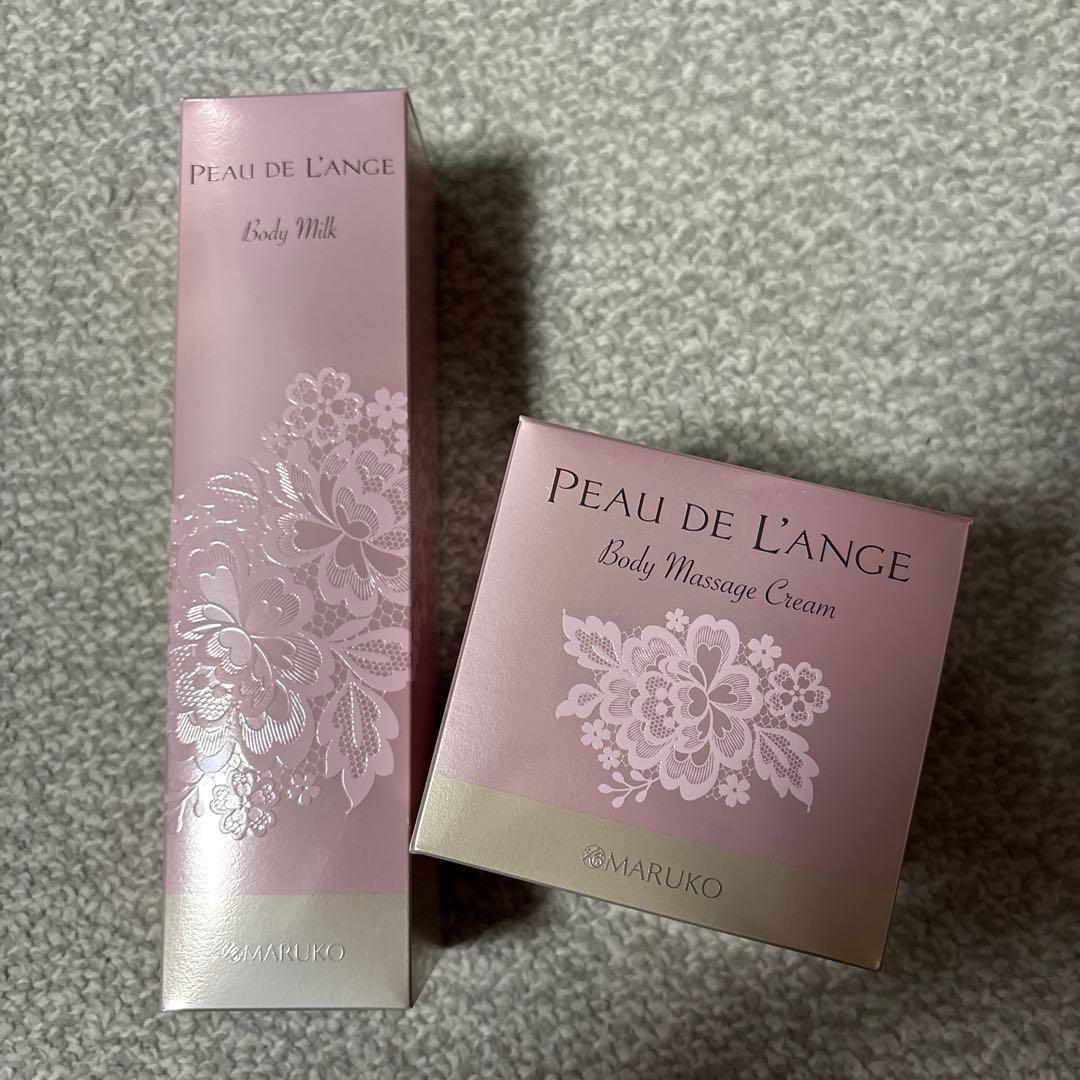 PEAU DE L'ANGE
Body Milk
MARUKO
PEAU DE L'ANGE
Body Massage Cream
MARUKO